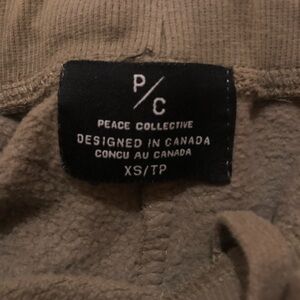 P/C
PEACE COLLECTIVE
DESIGNED IN CANADA
CONCU AU CANADA
XS/TP